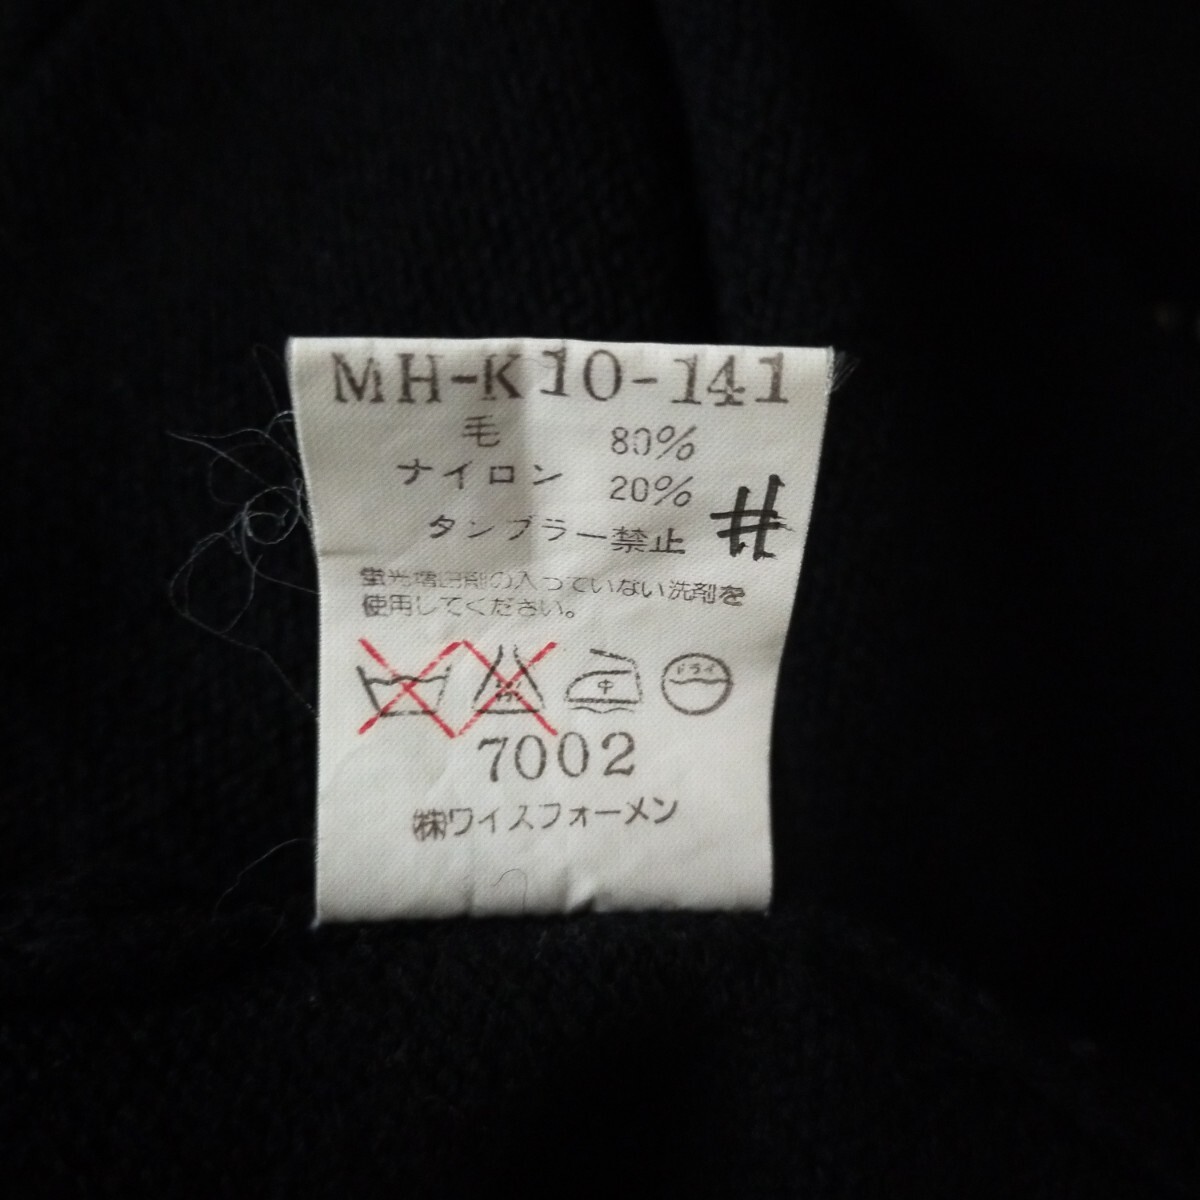 MH-K10-141
毛 80%
ナイロン 20%
タンブラー禁止 #
蛍光増白剤の入っていない洗剤を
使用してください。
中 ドライ
7002
㈱ワイズフォーメン